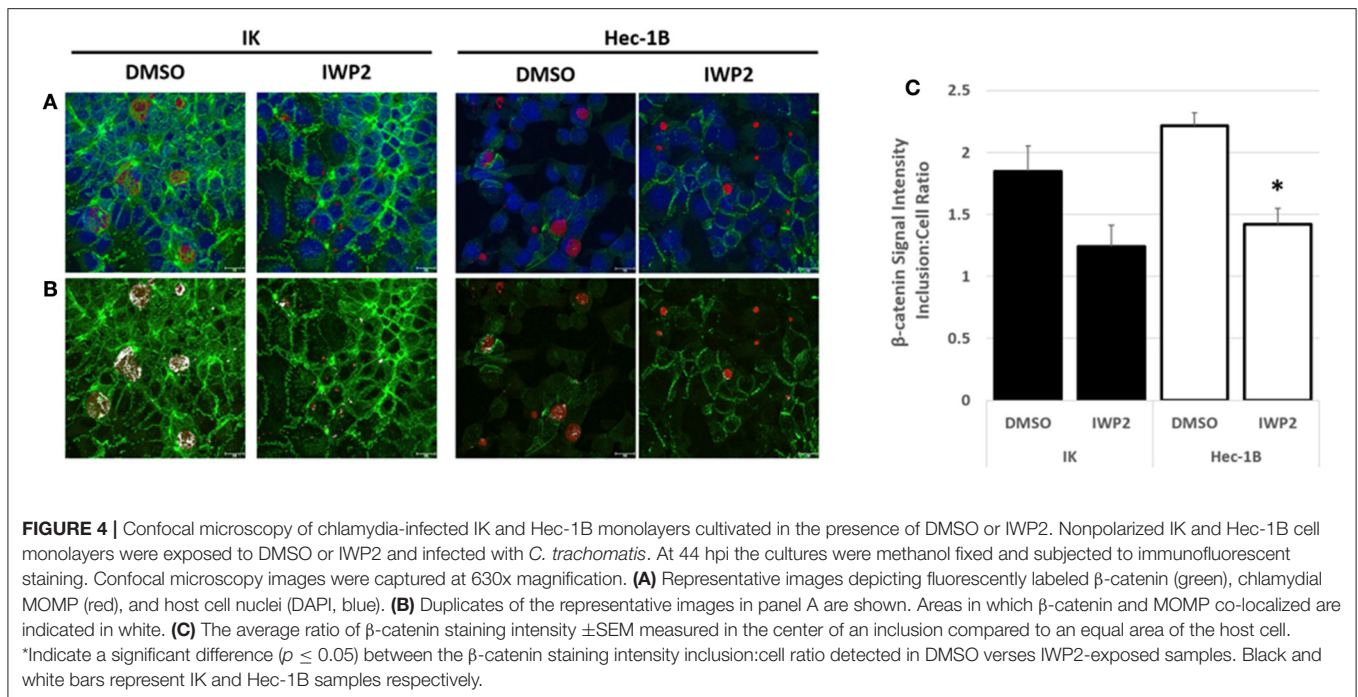 IK
Hec-1B
DMSO
IWP2
DMSO
IWP2
A
B
C
β-catenin Signal Intensity
Inclusion:Cell Ratio
2.5
2
1.5
1
0.5
0
*
DMSO
IWP2
DMSO
IWP2
IK
Hec-1B
FIGURE 4 | Confocal microscopy of chlamydia-infected IK and Hec-1B monolayers cultivated in the presence of DMSO or IWP2. Nonpolarized IK and Hec-1B cell
monolayers were exposed to DMSO or IWP2 and infected with C. trachomatis. At 44 hpi the cultures were methanol fixed and subjected to immunofluorescent
staining. Confocal microscopy images were captured at 630x magnification. (A) Representative images depicting fluorescently labeled β-catenin (green), chlamydial
MOMP (red), and host cell nuclei (DAPI, blue). (B) Duplicates of the representative images in panel A are shown. Areas in which β-catenin and MOMP co-localized are
indicated in white. (C) The average ratio of β-catenin staining intensity ±SEM measured in the center of an inclusion compared to an equal area of the host cell.
*Indicate a significant difference (p ≤ 0.05) between the β-catenin staining intensity inclusion:cell ratio detected in DMSO verses IWP2-exposed samples. Black and
white bars represent IK and Hec-1B samples respectively.